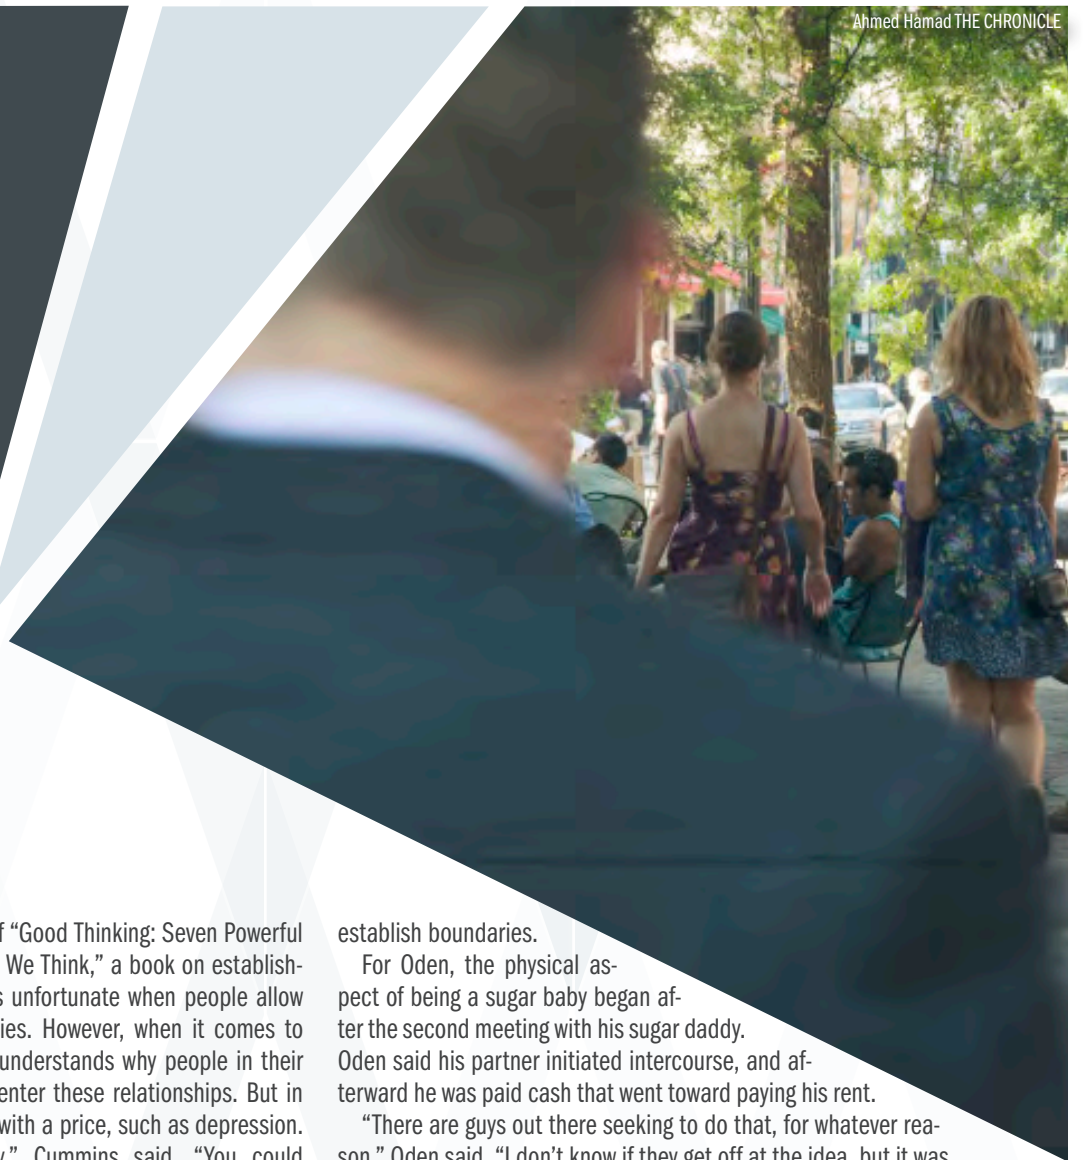 Ahmed Hamad THE CHRONICLE
f “Good Thinking: Seven Powerful
We Think,” a book on establish-
s unfortunate when people allow
ies. However, when it comes to
understands why people in their
enter these relationships. But in
with a price, such as depression.
Cummins said. “You could
establish boundaries.
For Oden, the physical as-
pect of being a sugar baby began af-
ter the second meeting with his sugar daddy.
Oden said his partner initiated intercourse, and af-
terward he was paid cash that went toward paying his rent.
“There are guys out there seeking to do that, for whatever rea-
son,” Oden said. “I don’t know if they get off at the idea, but it was